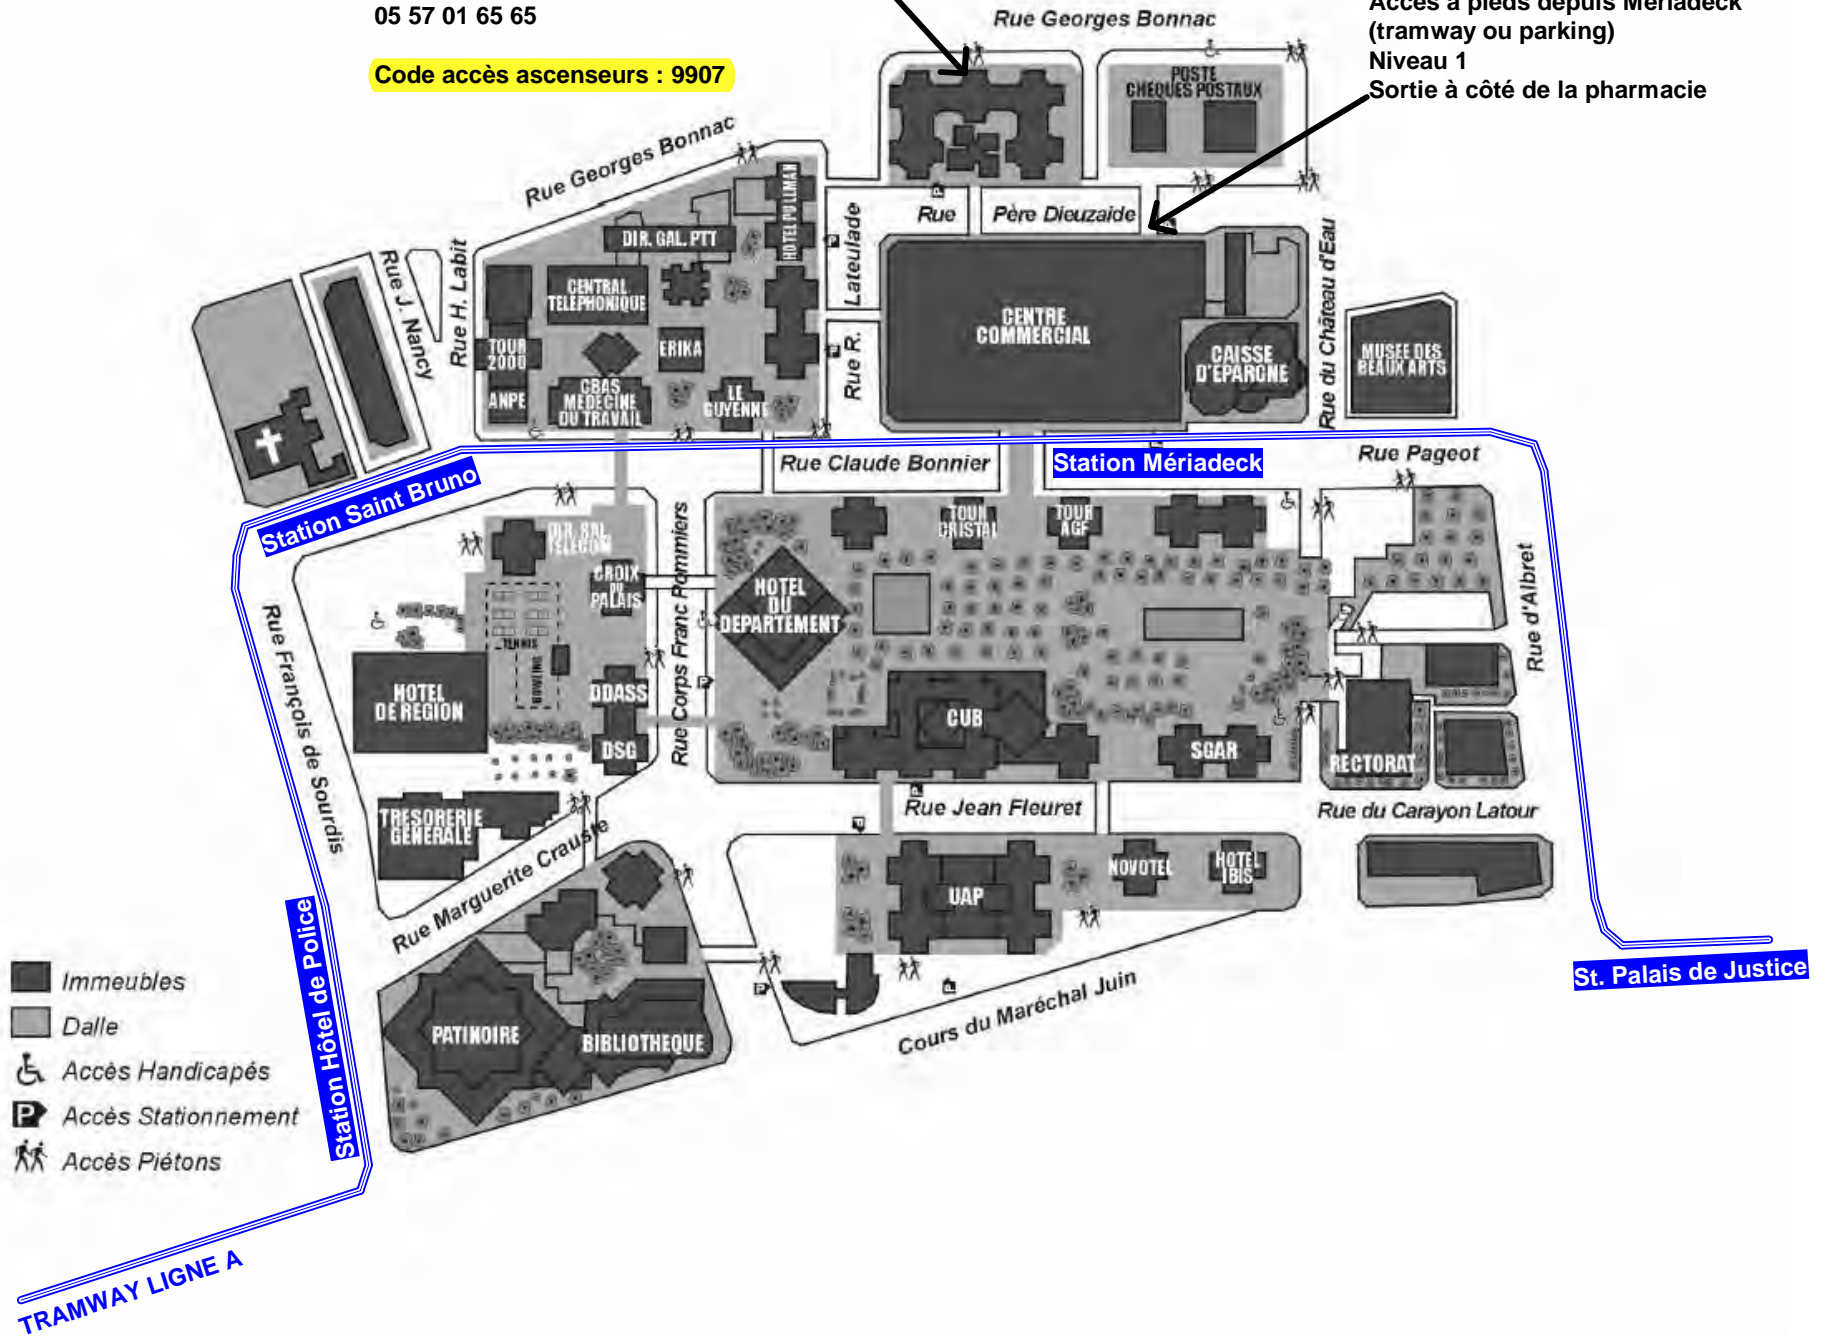 05 57 01 65 65
Code accès ascenseurs : 9907
Rue Georges Bonnac
Accès à pieds depuis Mériadeck
(tramway ou parking)
Niveau 1
Sortie à côté de la pharmacie
POSTE
CHEQUES POSTAUX
Rue Georges Bonnac
HOTEL PULLMAN
DIR. GAL. PTT
Rue
Père Dieuzaide
Rue J. Nancy
Rue H. Labit
CENTRAL
TELEPHONIQUE
Lateulade
Rue R.
CENTRE
COMMERCIAL
CAISSE
D'ÉPARGNE
Rue du Château d'Eau
MUSEE DES
BEAUX ARTS
TOUR
2000
ERIKA
ANPE
CBAS
MEDECINE
DU TRAVAIL
LE
GUYENNE
Rue Claude Bonnier
Station Mériadeck
Rue Pageot
Station Saint Bruno
DIR. RAL
TELECOM
CROIX
DU
PALAIS
Rue Corps Franc Pommiers
TOUR
CRISTAL
TOUR
AGF
HOTEL
DU
DEPARTEMENT
Rue d'Albret
Rue François de Sourdis
TENNIS
BOWLING
HOTEL
DE REGION
DDASS
DSG
CUB
SGAR
RECTORAT
TRESORERIE
GENERALE
Rue Marguerite Crauste
Rue Jean Fleuret
Rue du Carayon Latour
UAP
NOVOTEL
HOTEL
IBIS
Station Hôtel de Police
St. Palais de Justice
Cours du Maréchal Juin
PATINOIRE
BIBLIOTHEQUE
Immeubles
Dalle
Accès Handicapés
P Accès Stationnement
Accès Piétons
TRAMWAY LIGNE A